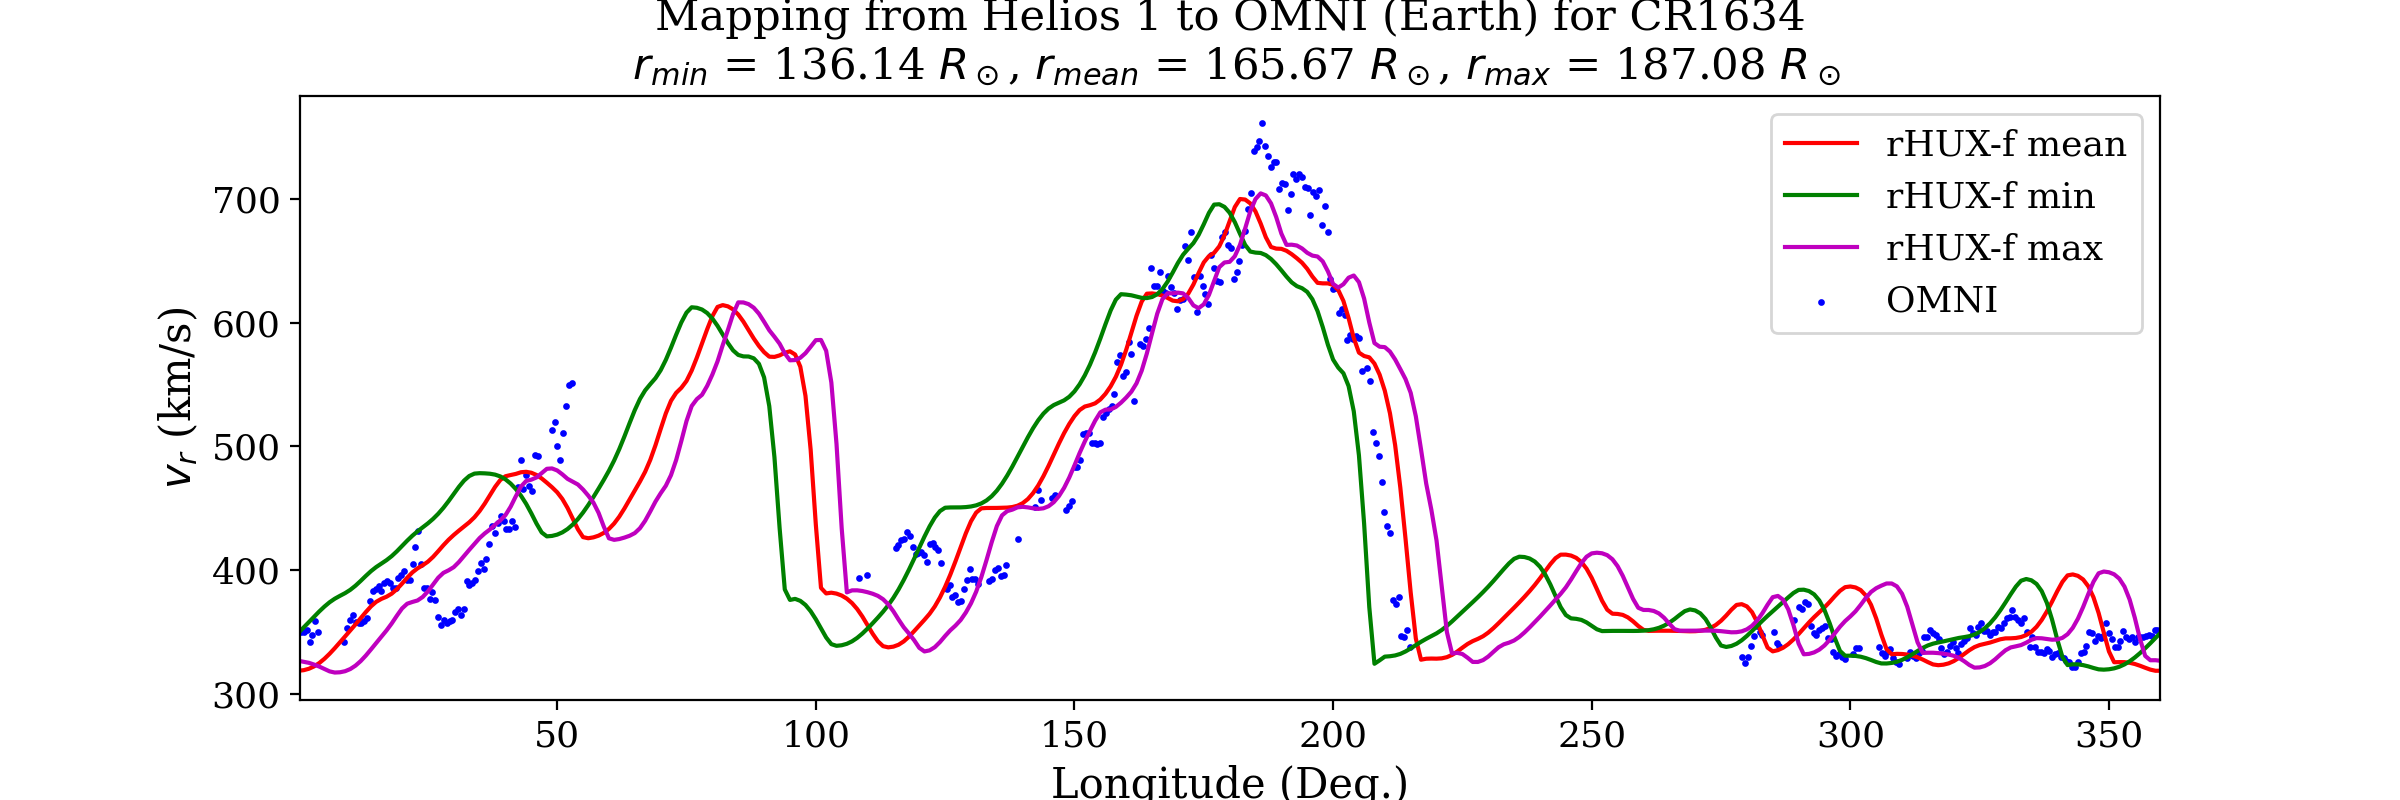 Mapping from Helios 1 to OMNI (Earth) for CR1634
r_min = 136.14 R_⊙, r_mean = 165.67 R_⊙, r_max = 187.08 R_⊙
rHUX-f mean
rHUX-f min
rHUX-f max
OMNI
700
600
500
400
300
v_r (km/s)
50 100 150 200 250 300 350
Longitude (Deg.)